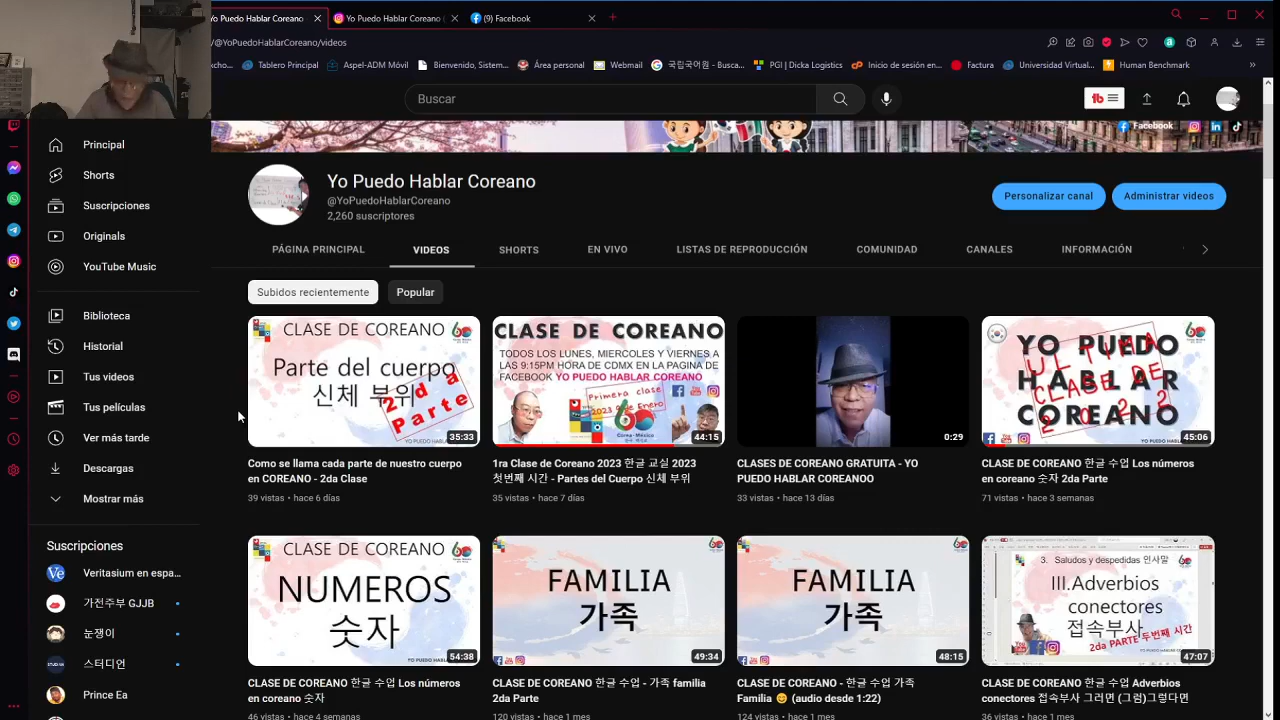 Yo Puedo Hablar Coreano
Yo Puedo Hablar Coreano (
(9) Facebook
/@YoPuedoHablarCoreano/videos
Tablero Principal
Aspel-ADM Móvil
Bienvenido, Sistem...
Área personal
Webmail
국립국어원 - Busca...
PGI | Dicka Logistics
Inicio de sesión en...
Factura
Universidad Virtual...
Human Benchmark
Buscar
Facebook
Principal
Shorts
Suscripciones
Originals
YouTube Music
Biblioteca
Historial
Tus videos
Tus películas
Ver más tarde
Descargas
Mostrar más
Suscripciones
Veritasium en espa...
가전주부 GJJB
눈쟁이
스터디언
Prince Ea
Yo Puedo Hablar Coreano
@YoPuedoHablarCoreano
2,260 suscriptores
Personalizar canal
Administrar videos
PÁGINA PRINCIPAL
VIDEOS
SHORTS
EN VIVO
LISTAS DE REPRODUCCIÓN
COMUNIDAD
CANALES
INFORMACIÓN
Subidos recientemente
Popular
CLASE DE COREANO
Parte del cuerpo
신체 부위
2da
Parte
35:33
Como se llama cada parte de nuestro cuerpo
en COREANO - 2da Clase
39 vistas • hace 6 días
CLASE DE COREANO
TODOS LOS LUNES, MIERCOLES Y VIERNES A
LAS 9:15PM HORA DE CDMX EN LA PAGINA DE
FACEBOOK YO PUEDO HABLAR COREANO
Primera clase
44:15
1ra Clase de Coreano 2023 한글 교실 2023
첫번째 시간 - Partes del Cuerpo 신체 부위
35 vistas • hace 7 días
0:29
CLASES DE COREANO GRATUITA - YO
PUEDO HABLAR COREANOO
33 vistas • hace 13 días
YO PUEDO
HABLAR
COREANO
ULTIMA
CLASE DE
2022
45:06
CLASE DE COREANO 한글 수업 Los números
en coreano 숫자 2da Parte
71 vistas • hace 3 semanas
CLASE DE COREANO
NUMEROS
숫자
54:38
CLASE DE COREANO 한글 수업 Los números
en coreano 숫자
46 vistas • hace 4 semanas
FAMILIA
가족
49:34
CLASE DE COREANO 한글 수업 - 가족 familia
2da Parte
120 vistas • hace 1 mes
FAMILIA
가족
48:15
CLASE DE COREANO - 한글 수업 가족
Familia 😊 (audio desde 1:22)
124 vistas • hace 1 mes
3. Saludos y despedidas 인사말
III.Adverbios
conectores
접속부사
2da PARTE 두번째 시간
47:07
CLASE DE COREANO 한글 수업 Adverbios
conectores 접속부사 그러면 (그럼)그렇다면
36 vistas • hace 1 mes